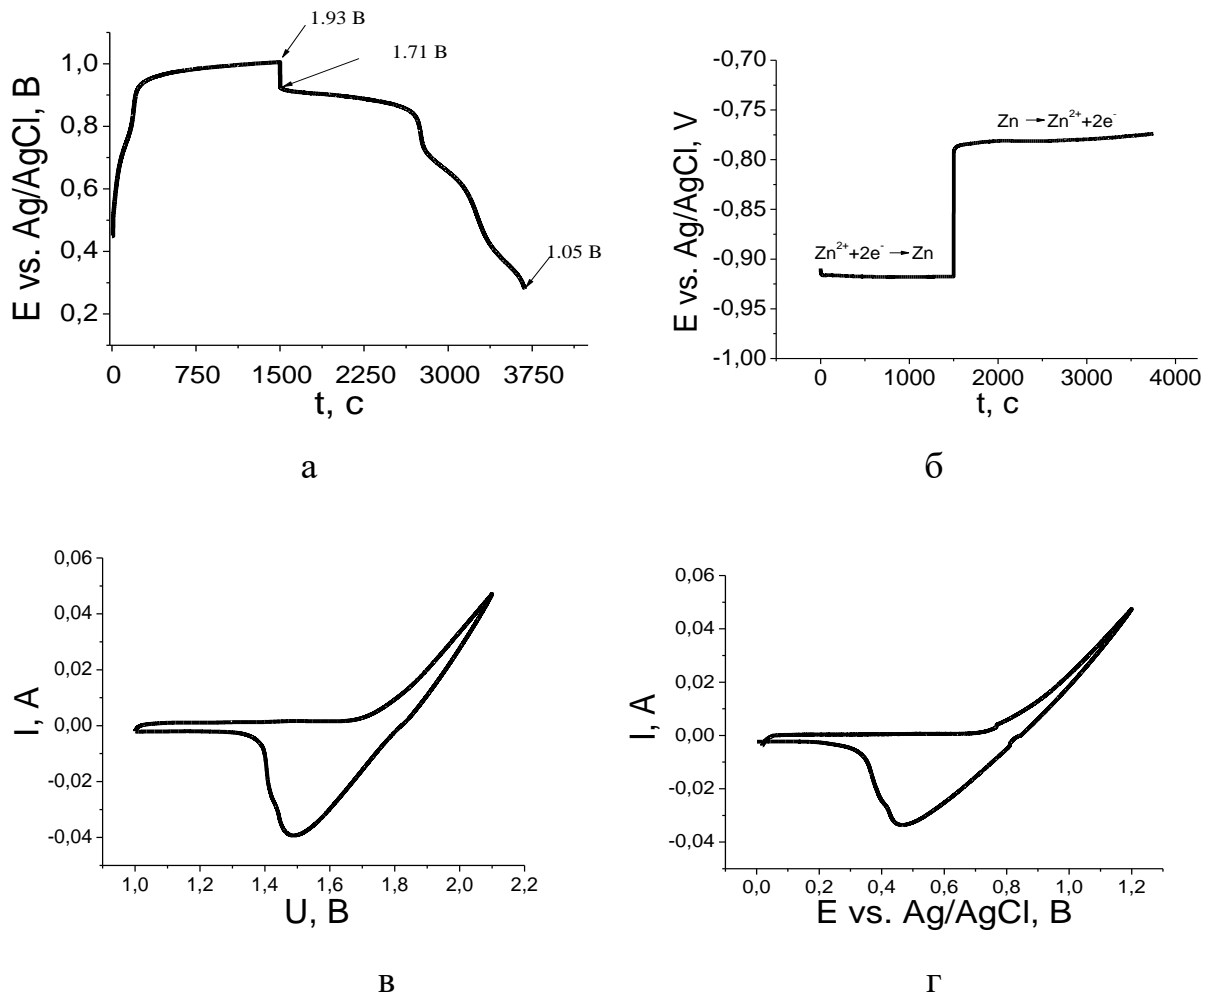 1.93 В
1.71 В
1.05 В
E vs. Ag/AgCl, В
1,0
0,8
0,6
0,4
0,2
0 750 1500 2250 3000 3750
t, с
а
E vs. Ag/AgCl, V
-0,70
-0,75
-0,80
-0,85
-0,90
-0,95
-1,00
Zn → Zn²⁺+2e⁻
Zn²⁺+2e⁻ → Zn
0 1000 2000 3000 4000
t, с
б
I, А
0,06
0,04
0,02
0,00
-0,02
-0,04
1,0 1,2 1,4 1,6 1,8 2,0 2,2
U, В
в
I, А
0,06
0,04
0,02
0,00
-0,02
-0,04
0,0 0,2 0,4 0,6 0,8 1,0 1,2
E vs. Ag/AgCl, В
г